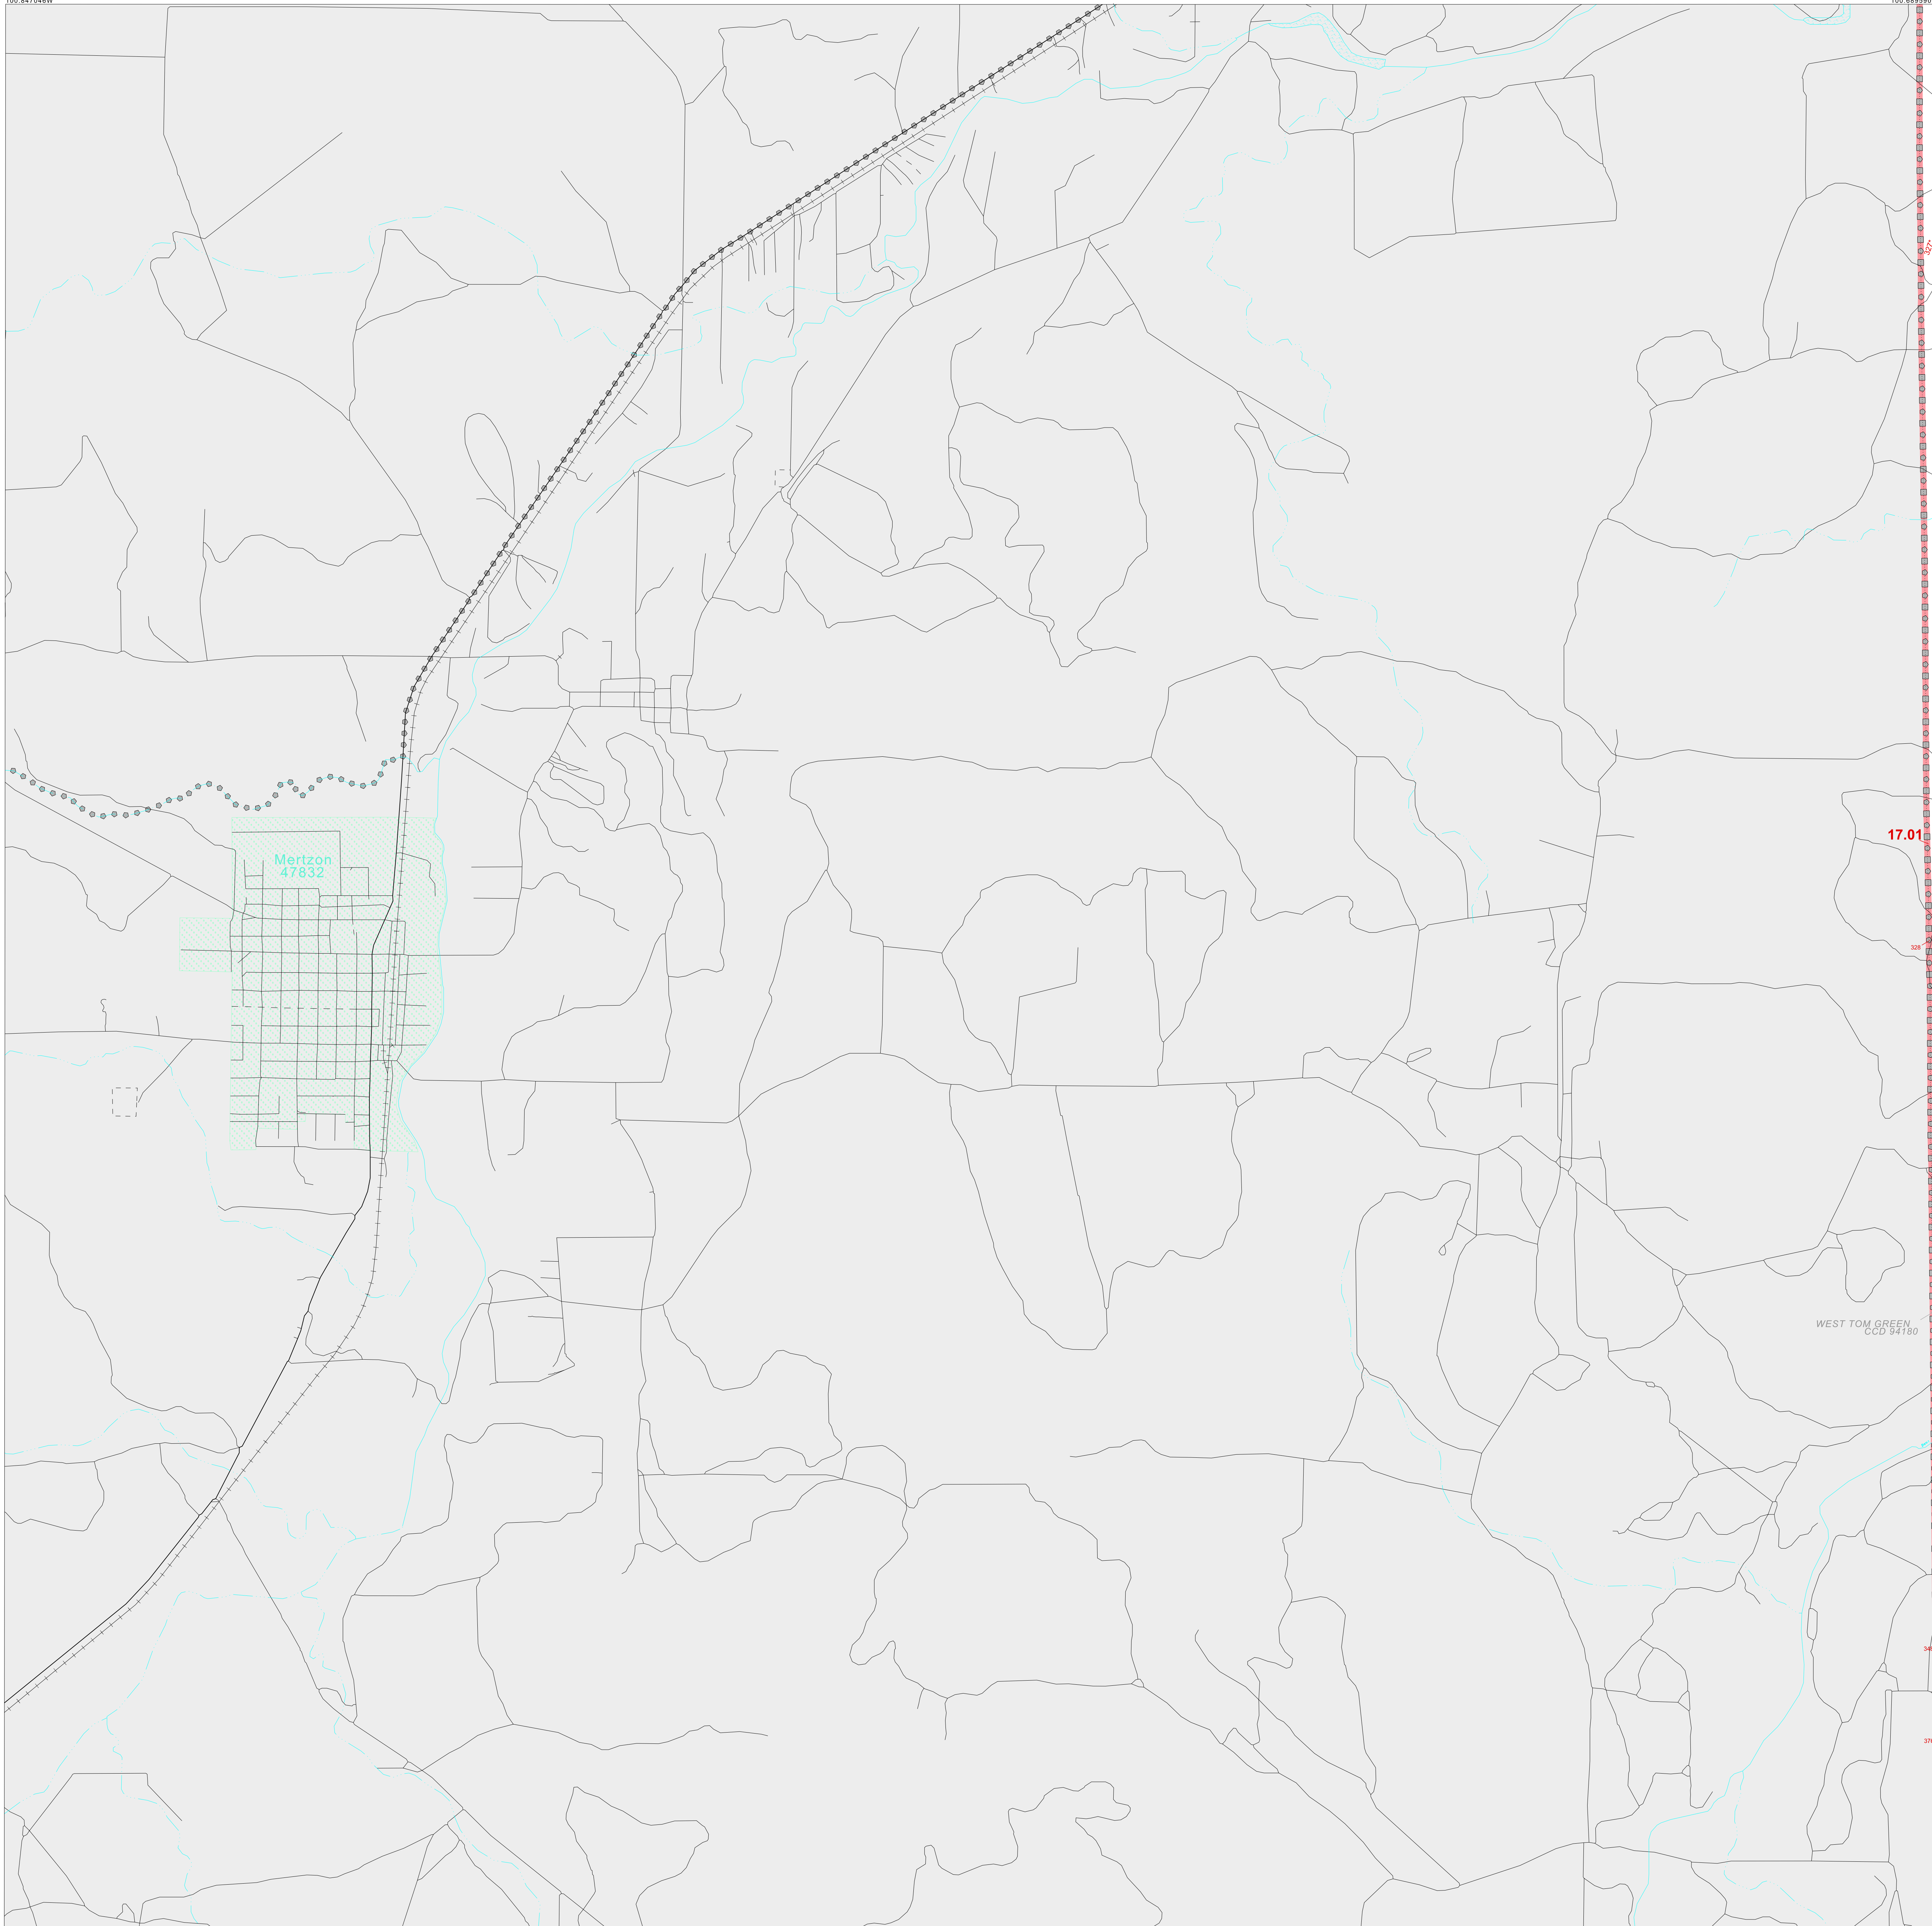 100.847046W
Mertzon
47832
17.01
328
WEST TOM GREEN
CCD 94180